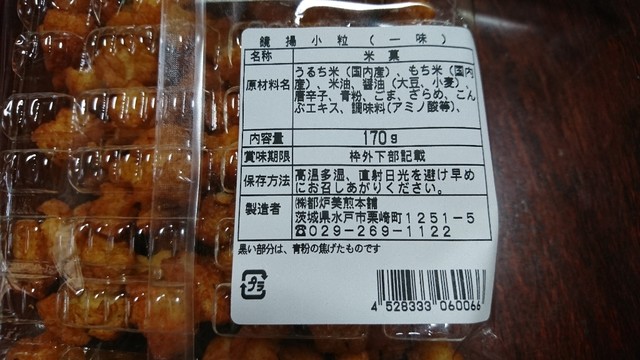 鏡揚小粒(一味)
名称 米菓
原材料名 うるち米(国内産)、もち米(国内
産)、米油、醤油(大豆、小麦)、
唐辛子、青粉、ごま、ざらめ、こん
ぶエキス、調味料(アミノ酸等)、
内容量 170g
賞味期限 枠外下部記載
保存方法 高温多湿、直射日光を避け早め
にお召しあがりください。
製造者 ㈱都炉美煎本舗
茨城県水戸市栗崎町1251-5
☎029-269-1122
黒い部分は、青粉の焦げたものです
プラ
4 528333 060066